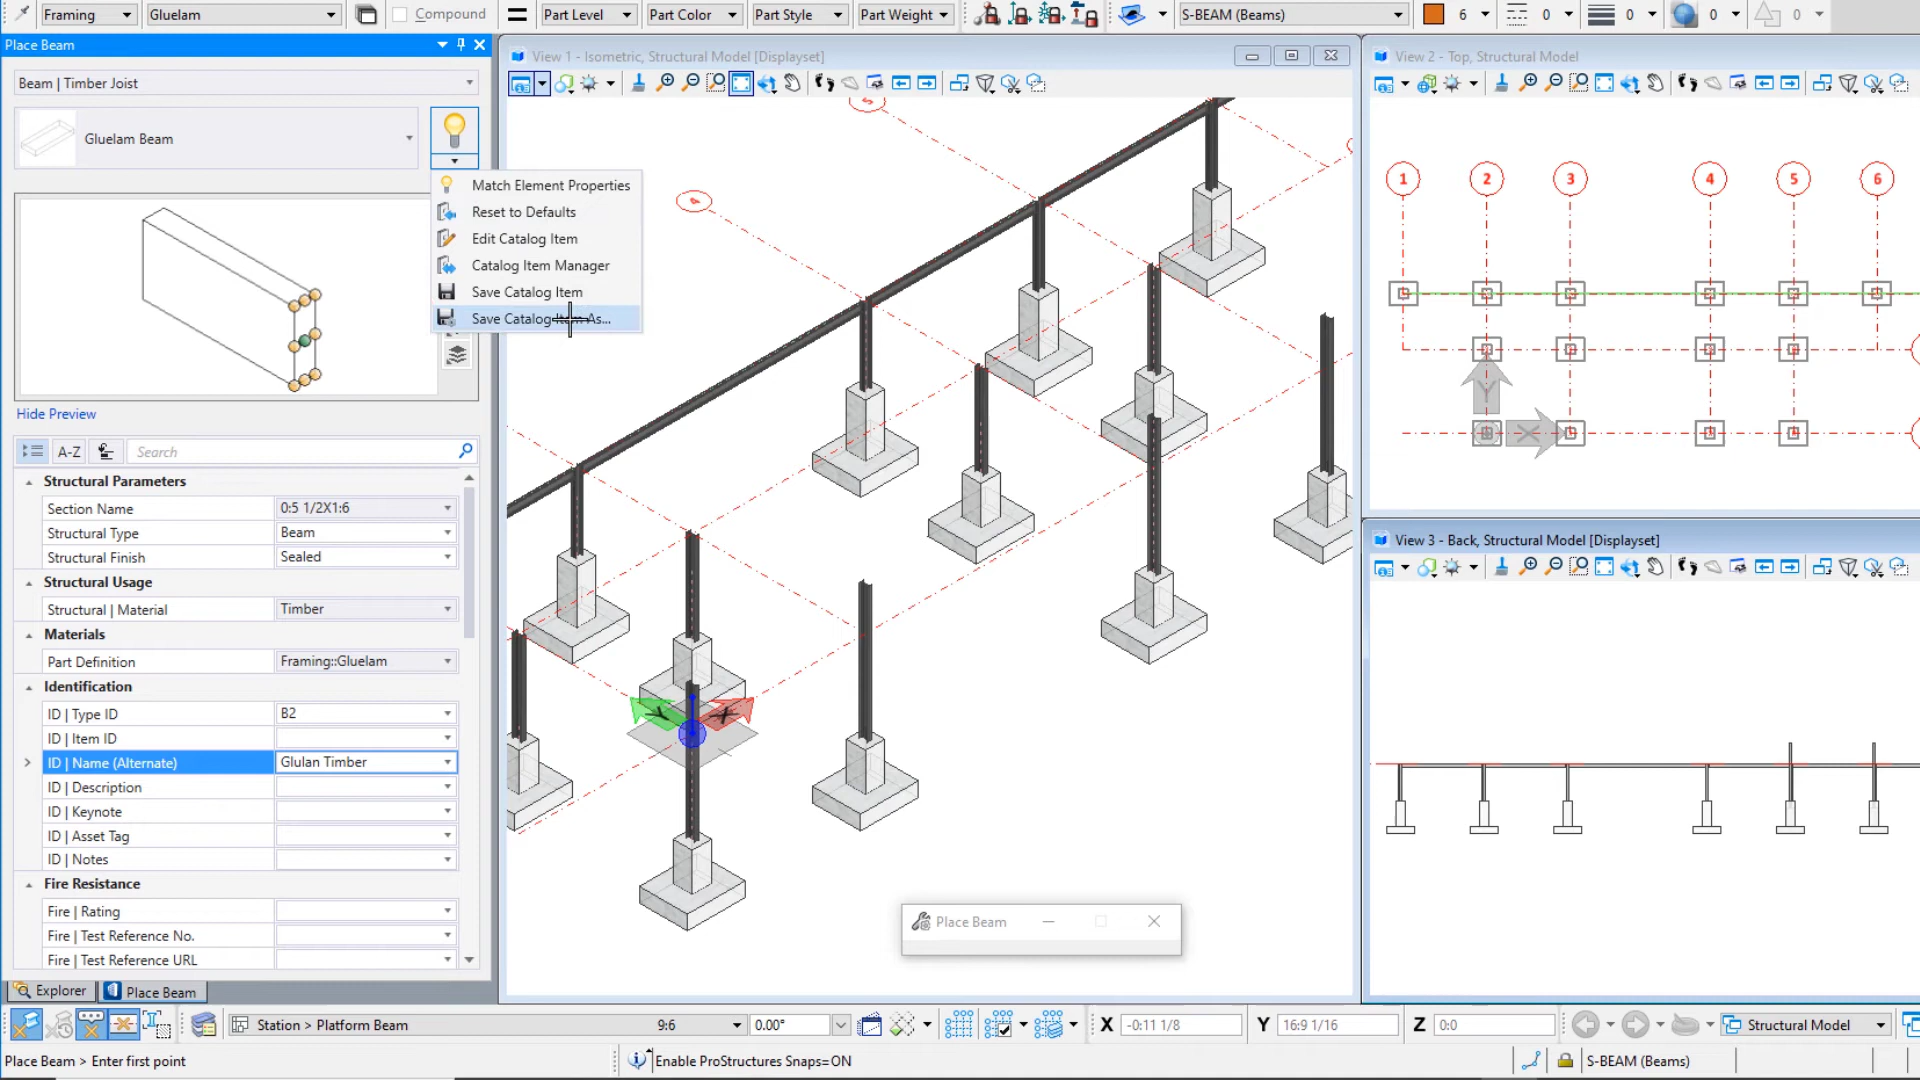 Framing Gluelam Compound Part Level Part Color Part Style Part Weight S-BEAM (Beams) 6 0 0 0 0
Place Beam
Beam | Timber Joist
Gluelam Beam
Match Element Properties
Reset to Defaults
Edit Catalog Item
Catalog Item Manager
Save Catalog Item
Save Catalog Item As...
Hide Preview
A-Z Search
Structural Parameters
Section Name 0:5 1/2X1:6
Structural Type Beam
Structural Finish Sealed
Structural Usage
Structural | Material Timber
Materials
Part Definition Framing::Gluelam
Identification
ID | Type ID B2
ID | Item ID
ID | Name (Alternate) Glulan Timber
ID | Description
ID | Keynote
ID | Asset Tag
ID | Notes
Fire Resistance
Fire | Rating
Fire | Test Reference No.
Fire | Test Reference URL
Explorer Place Beam
View 1 - Isometric, Structural Model [Displayset]
4
Y X
Place Beam
View 2 - Top, Structural Model
1 2 3 4 5 6
Y
X
View 3 - Back, Structural Model [Displayset]
Station > Platform Beam 9:6 0.00° X -0:11 1/8 Y 16:9 1/16 Z 0:0 Structural Model
Place Beam > Enter first point Enable ProStructures Snaps=ON S-BEAM (Beams)